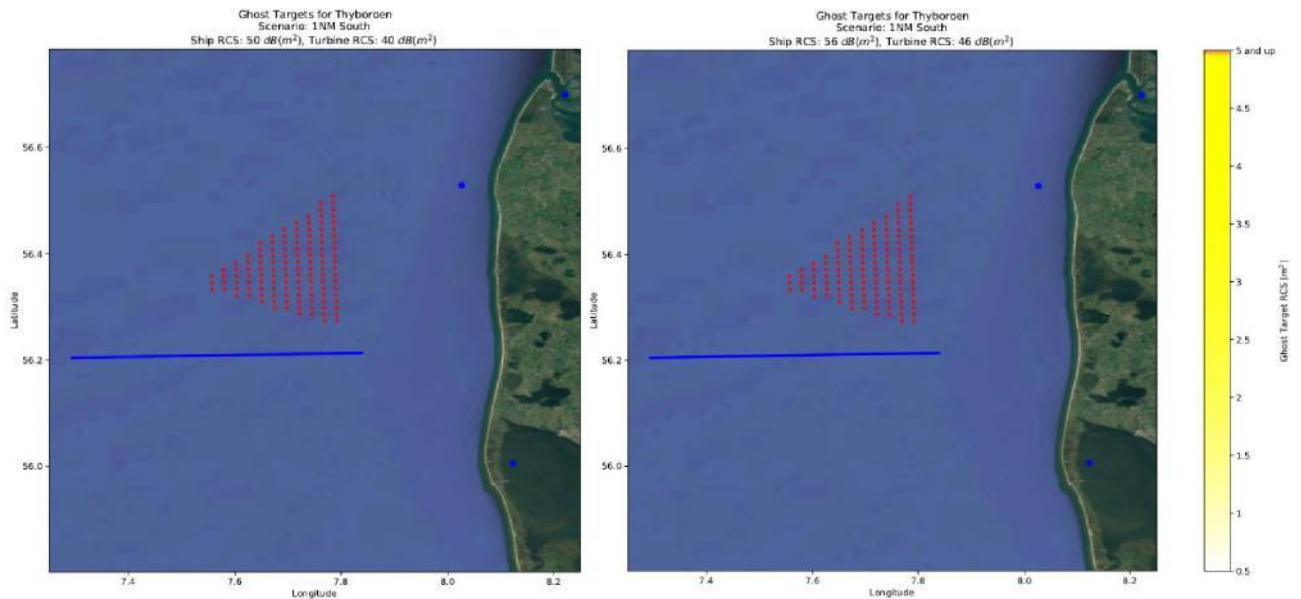 Ghost Targets for Thyboroen
Scenario: 1NM South
Ship RCS: 50 dB(m²), Turbine RCS: 40 dB(m²)
56.6
56.4
56.2
56.0
Latitude
7.4 7.6 7.8 8.0 8.2
Longitude
Ghost Targets for Thyboroen
Scenario: 1NM South
Ship RCS: 56 dB(m²), Turbine RCS: 46 dB(m²)
56.6
56.4
56.2
56.0
Latitude
7.4 7.6 7.8 8.0 8.2
Longitude
5 and up
4.5
4
3.5
3
2.5
2
1.5
1
0.5
Ghost Target RCS [m²]